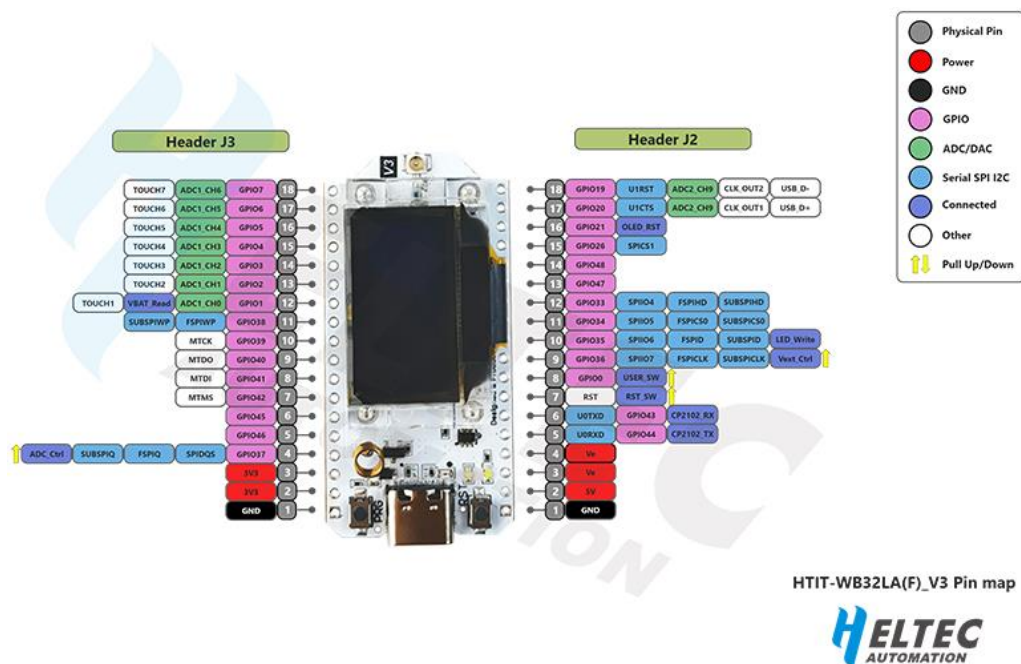 Physical Pin
Power
GND
GPIO
ADC/DAC
Serial SPI I2C
Connected
Other
Pull Up/Down
Header J3
TOUCH7 ADC1_CH6 GPIO7 18
TOUCH6 ADC1_CH5 GPIO6 17
TOUCH5 ADC1_CH4 GPIO5 16
TOUCH4 ADC1_CH3 GPIO4 15
TOUCH3 ADC1_CH2 GPIO3 14
TOUCH2 ADC1_CH1 GPIO2 13
TOUCH1 VBAT_Read ADC1_CH0 GPIO1 12
SUBSPIWP FSPIWP GPIO38 11
MTCK GPIO39 10
MTDO GPIO40 9
MTDI GPIO41 8
MTMS GPIO42 7
GPIO45 6
GPIO46 5
ADC_Ctrl SUBSPIQ FSPIQ SPIDQS GPIO37 4
3V3 3
3V3 2
GND 1
V3
PRG
RST
Header J2
18 GPIO19 U1RST ADC2_CH9 CLK_OUT2 USB_D-
17 GPIO20 U1CTS ADC2_CH9 CLK_OUT1 USB_D+
16 GPIO21 OLED_RST
15 GPIO26 SPICS1
14 GPIO48
13 GPIO47
12 GPIO33 SPIIO4 FSPIHD SUBSPIHD
11 GPIO34 SPIIO5 FSPICS0 SUBSPICS0
10 GPIO35 SPIIO6 FSPID SUBSPID LED_Write
9 GPIO36 SPIIO7 FSPICLK SUBSPICLK Vext_Ctrl
8 GPIO0 USER_SW
7 RST RST_SW
6 U0TXD GPIO43 CP2102_RX
5 U0RXD GPIO44 CP2102_TX
4 Ve
3 Ve
2 5V
1 GND
HTIT-WB32LA(F)_V3 Pin map
HELTEC
AUTOMATION